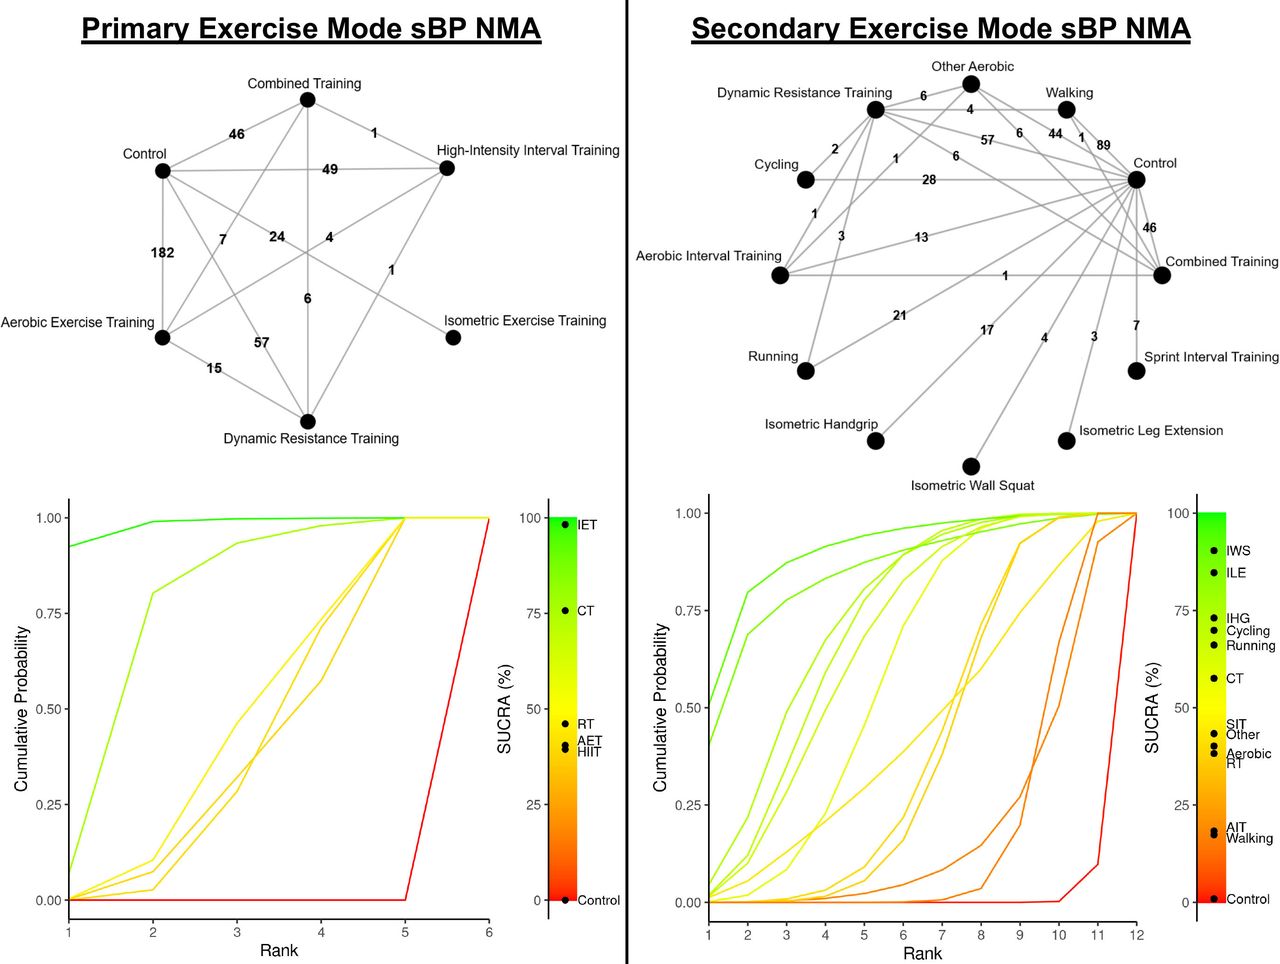 Primary Exercise Mode sBP NMA
Combined Training
46
1
Control
High-Intensity Interval Training
49
182
7
24
4
1
6
Aerobic Exercise Training
Isometric Exercise Training
57
15
Dynamic Resistance Training
Cumulative Probability
1.00
0.75
0.50
0.25
0.00
1
2
3
4
5
6
Rank
SUCRA (%)
100
75
50
25
0
IET
CT
RT
AET
HIIT
Control
Secondary Exercise Mode sBP NMA
Other Aerobic
Dynamic Resistance Training
6
Walking
4
57
6
44
1
89
2
1
6
Cycling
28
Control
1
3
13
46
Aerobic Interval Training
1
Combined Training
21
17
4
3
7
Running
Sprint Interval Training
Isometric Handgrip
Isometric Leg Extension
Isometric Wall Squat
Cumulative Probability
1.00
0.75
0.50
0.25
0.00
1
2
3
4
5
6
7
8
9
10
11
12
Rank
SUCRA (%)
100
75
50
25
0
IWS
ILE
IHG
Cycling
Running
CT
SIT
Other
Aerobic
RT
AIT
Walking
Control